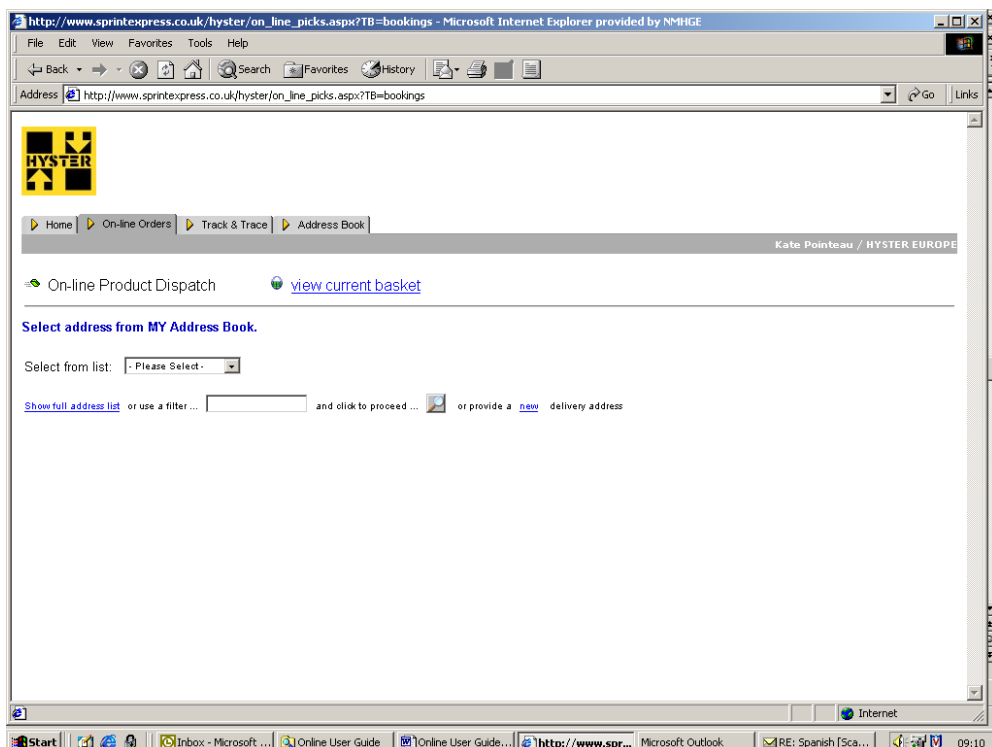 http://www.sprintexpress.co.uk/hyster/on_line_picks.aspx?TB=bookings - Microsoft Internet Explorer provided by NMHGE
File Edit View Favorites Tools Help
Back Search Favorites History
Address http://www.sprintexpress.co.uk/hyster/on_line_picks.aspx?TB=bookings Go Links
HYSTER
Home On-line Orders Track & Trace Address Book
Kate Pointeau / HYSTER EUROPE
On-line Product Dispatch view current basket
Select address from MY Address Book.
Select from list: - Please Select -
Show full address list or use a filter ... and click to proceed ... or provide a new delivery address
Internet
Start Inbox - Microsoft ... Online User Guide Online User Guide... http://www.spr... Microsoft Outlook RE: Spanish [Sca... 09:10